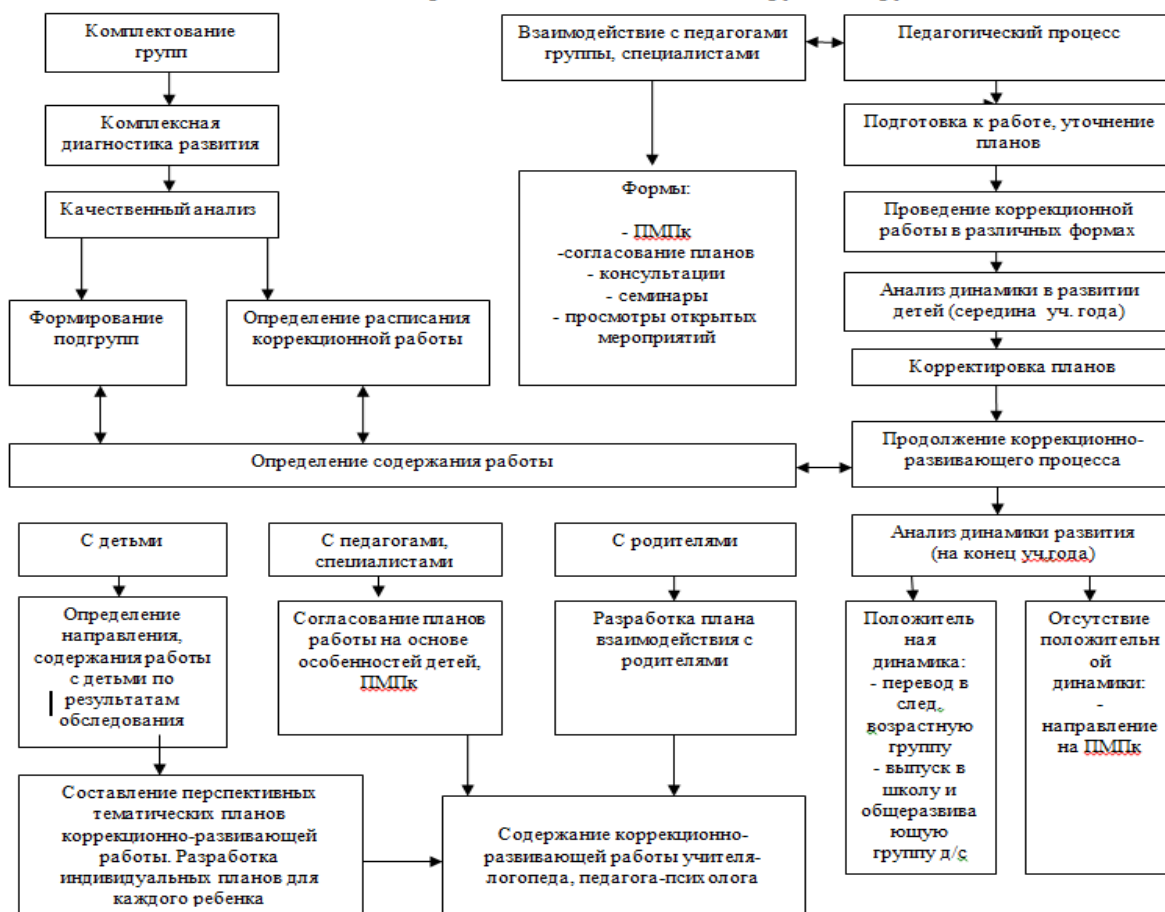 Комплектование
групп
Взаимодействие с педагогами
группы, специалистами
Педагогический процесс
Комплексная
диагностика развития
Подготовка к работе, уточнение
планов
Качественный анализ
Формы:
- ПМПк
-согласование планов
- консультации
- семинары
- просмотры открытых
мероприятий
Проведение коррекционной
работы в различных формах
Формирование
подгрупп
Определение расписания
коррекционной работы
Анализ динамики в развитии
детей (середина уч. года)
Корректировка планов
Определение содержания работы
Продолжение коррекционно-
развивающего процесса
С детьми
С педагогами,
специалистами
С родителями
Анализ динамики развития
(на конец уч.года)
Определение
направления,
содержания работы
с детьми по
результатам
обследования
Согласование планов
работы на основе
особенностей детей,
ПМПк
Разработка плана
взаимодействия с
родителями
Положитель
ная
динамика:
- перевод в
след.
возрастную
группу
- выпуск в
школу и
общеразвива
ющую
группу д/с
Отсутствие
положительн
ой
динамики:
-
направление
на ПМПк
Составление перспективных
тематических планов
коррекционно-развивающей
работы. Разработка
индивидуальных планов для
каждого ребенка
Содержание коррекционно-
развивающей работы учителя-
логопеда, педагога-психолога